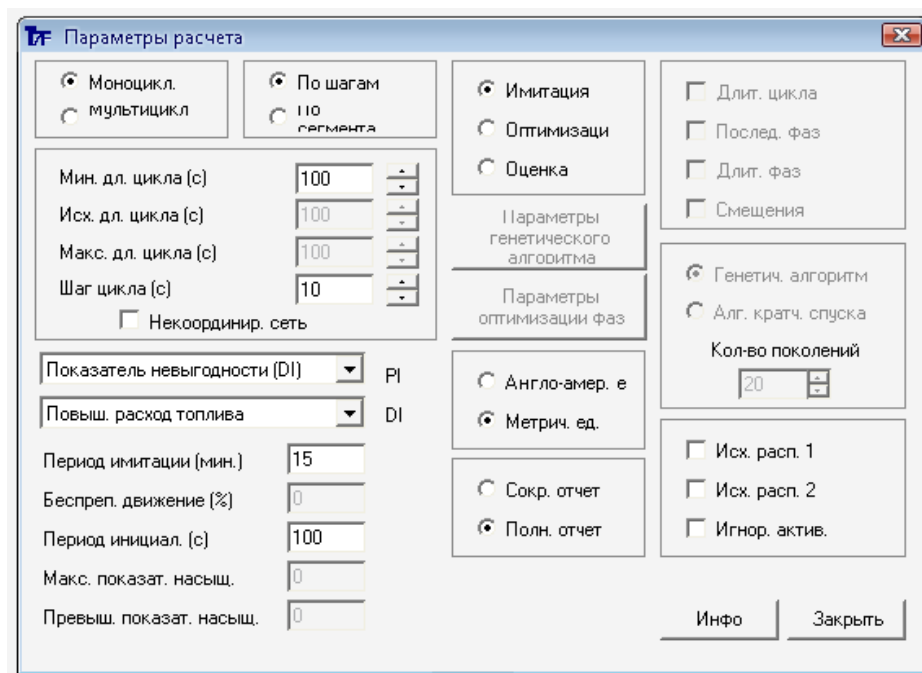 Параметры расчета
Моноцикл.
мультицикл
По шагам
По
сегмента
Имитация
Оптимизаци
Оценка
Длит. цикла
Послед. фаз
Длит. фаз
Смещения
Мин. дл. цикла (с)
100
Исх. дл. цикла (с)
100
Макс. дл. цикла (с)
100
Шаг цикла (с)
10
Некоординир. сеть
Параметры
генетического
алгоритма
Параметры
оптимизации фаз
Генетич. алгоритм
Алг. кратч. спуска
Кол-во поколений
20
Показатель невыгодности (DI)
PI
Повыш. расход топлива
DI
Англо-амер. е
Метрич. ед.
Период имитации (мин.)
15
Беспреп. движение (%)
0
Период инициал. (с)
100
Макс. показат. насыщ.
0
Превыш. показат. насыщ.
0
Сокр. отчет
Полн. отчет
Исх. расп. 1
Исх. расп. 2
Игнор. актив.
Инфо
Закрыть